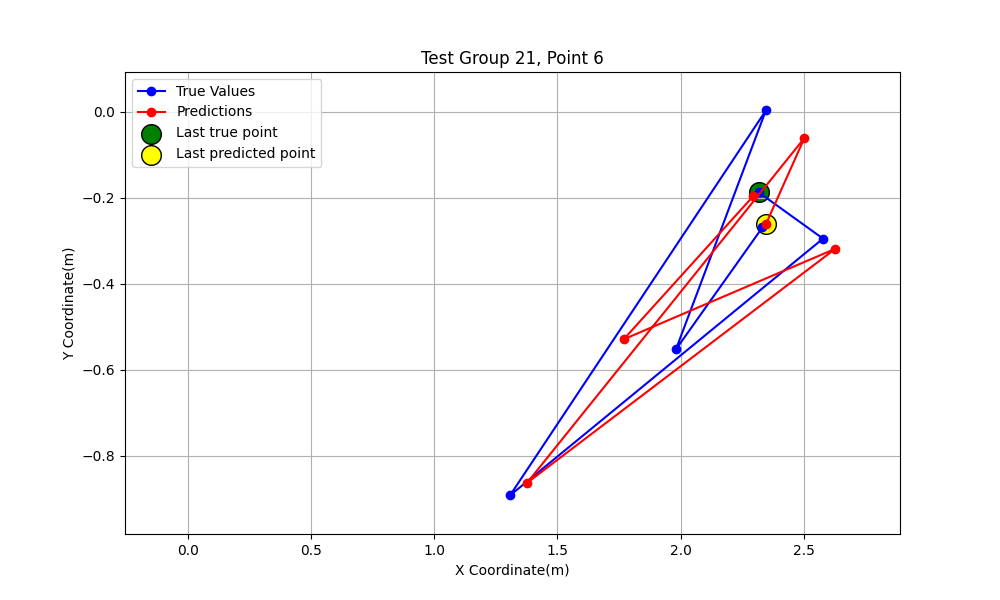 Test Group 21, Point 6
True Values
Predictions
Last true point
Last predicted point
0.0
−0.2
−0.4
−0.6
−0.8
Y Coordinate(m)
0.0 0.5 1.0 1.5 2.0 2.5
X Coordinate(m)